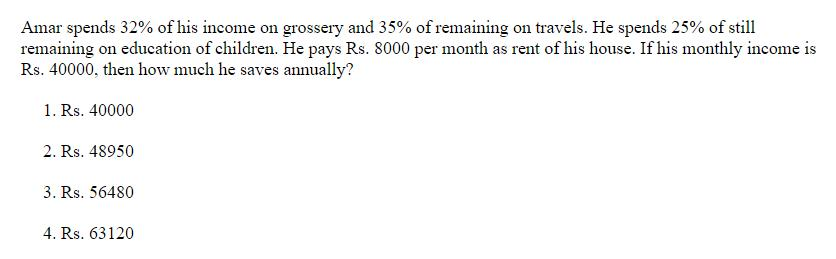 Amar spends 32% of his income on grossery and 35% of remaining on travels. He spends 25% of still
remaining on education of children. He pays Rs. 8000 per month as rent of his house. If his monthly income is
Rs. 40000, then how much he saves annually?
1. Rs. 40000
2. Rs. 48950
3. Rs. 56480
4. Rs. 63120